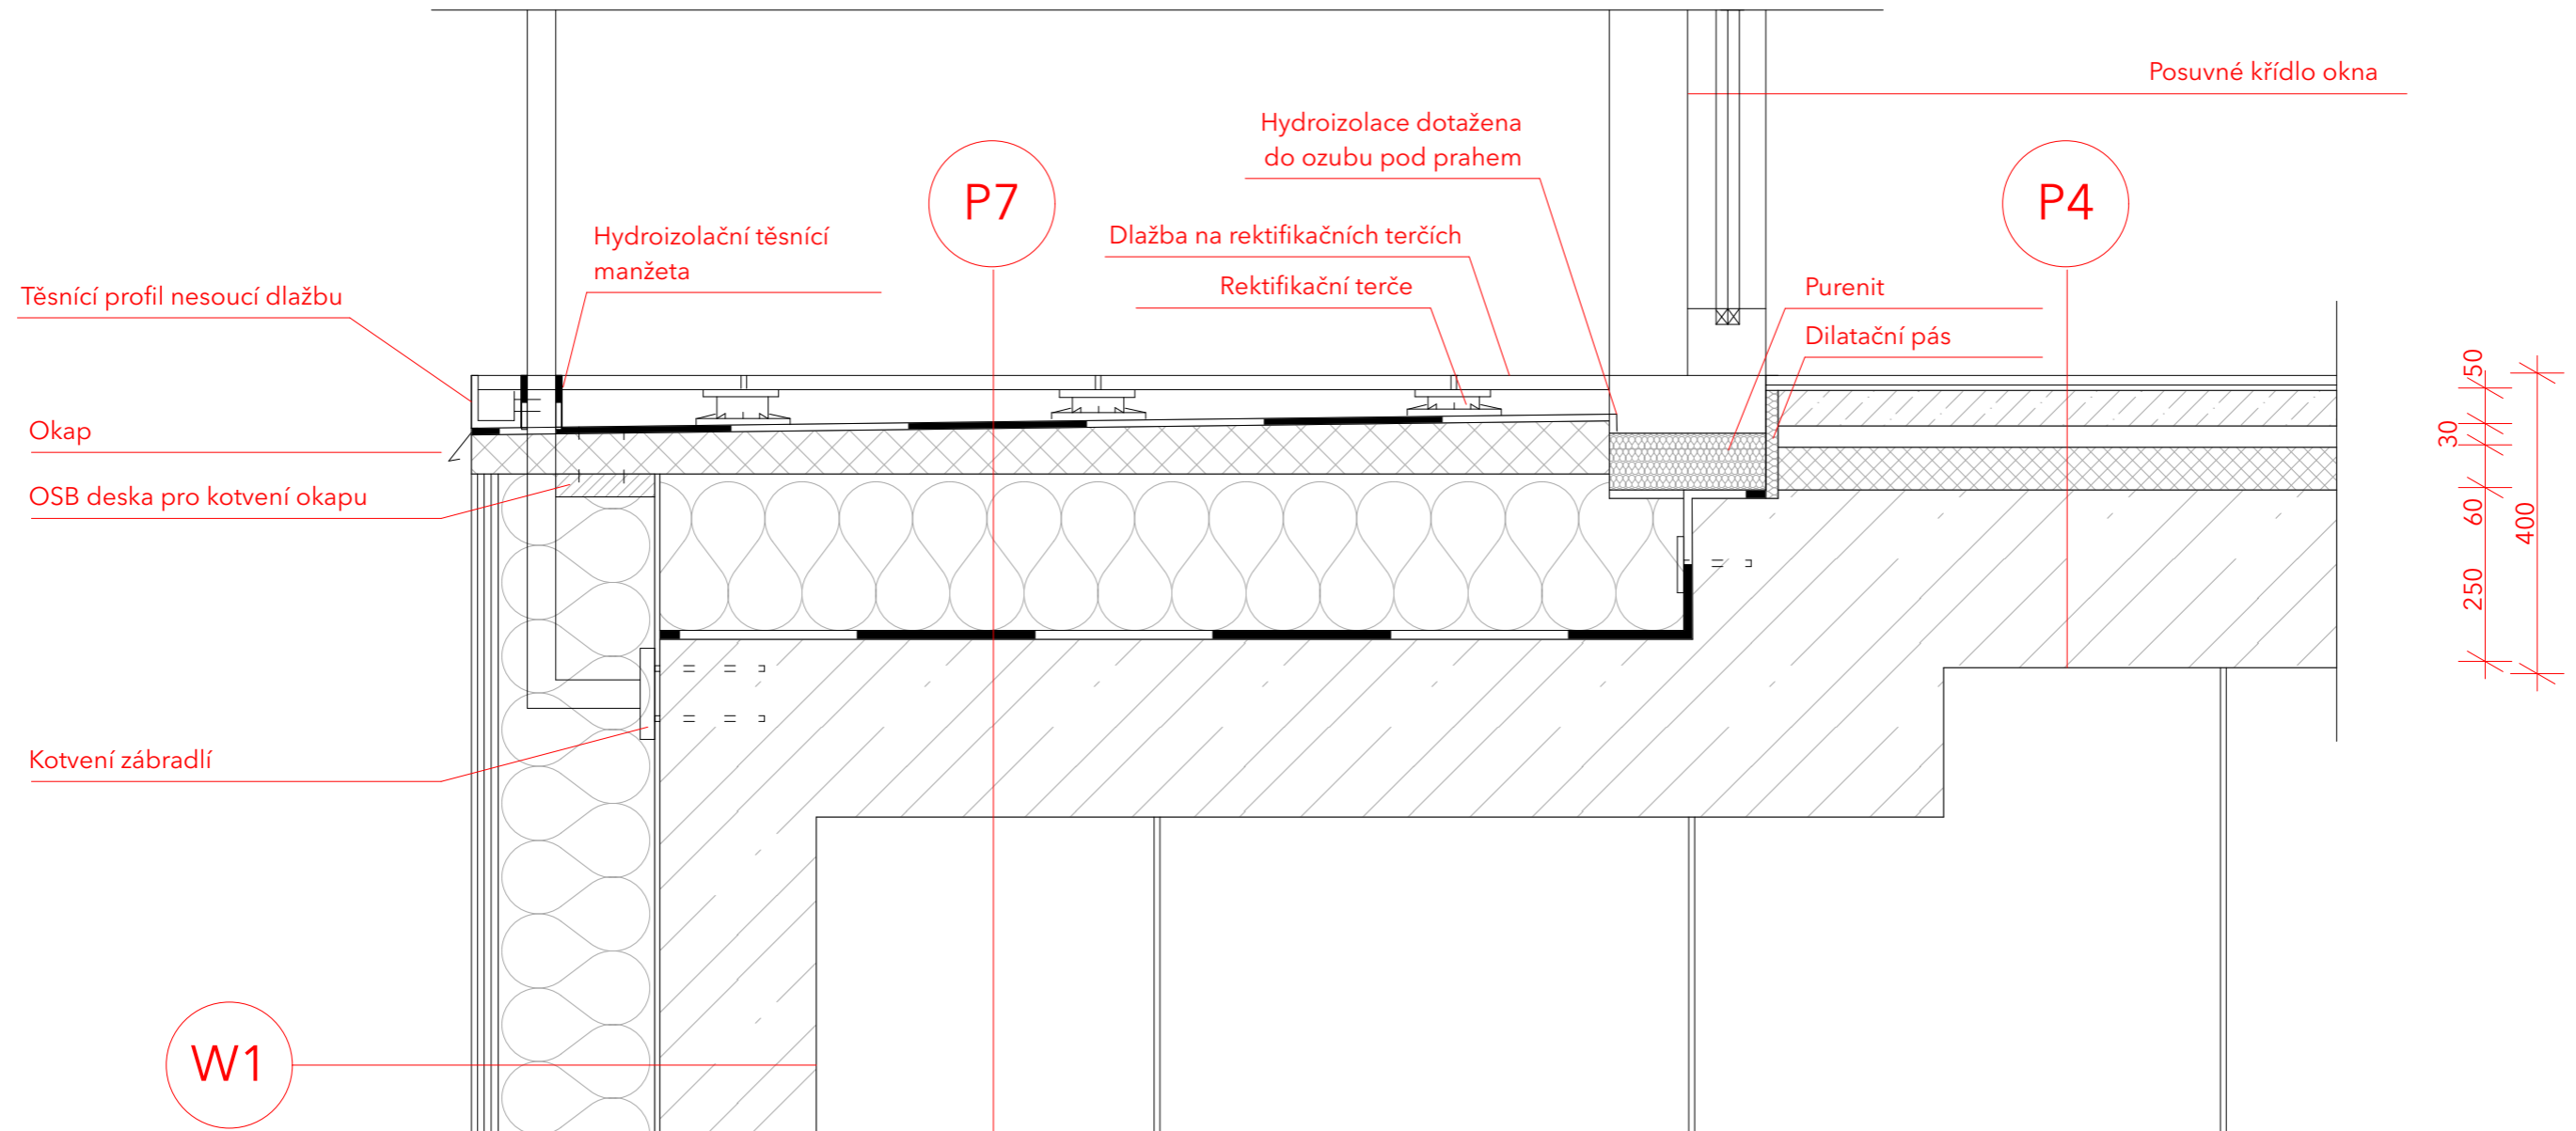 Posuvné křídlo okna
Hydroizolace dotažena
do ozubu pod prahem
P7
P4
Hydroizolační těsnící
manžeta
Dlažba na rektifikačních terčích
Rektifikační terče
Těsnící profil nesoucí dlažbu
Purenit
Dilatační pás
Okap
OSB deska pro kotvení okapu
50
30
60
400
250
Kotvení zábradlí
W1